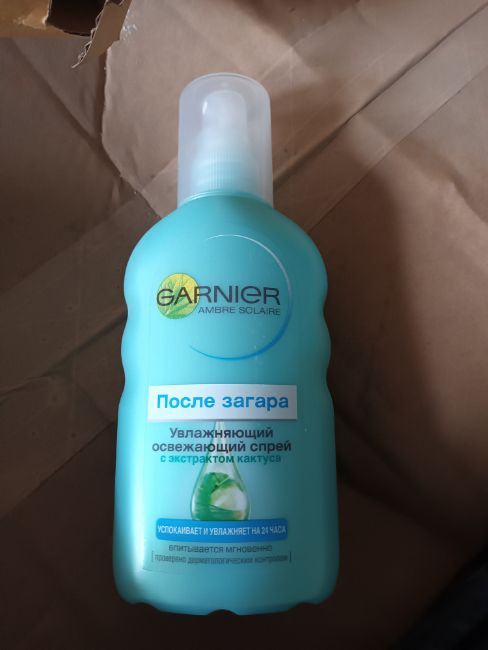 GARNIER
AMBRE SOLAIRE
После загара
Увлажняющий
освежающий спрей
с экстрактом кактуса
УСПОКАИВАЕТ И УВЛАЖНЯЕТ НА 24 ЧАСА
впитывается мгновенно
проверено дерматологическим контролем